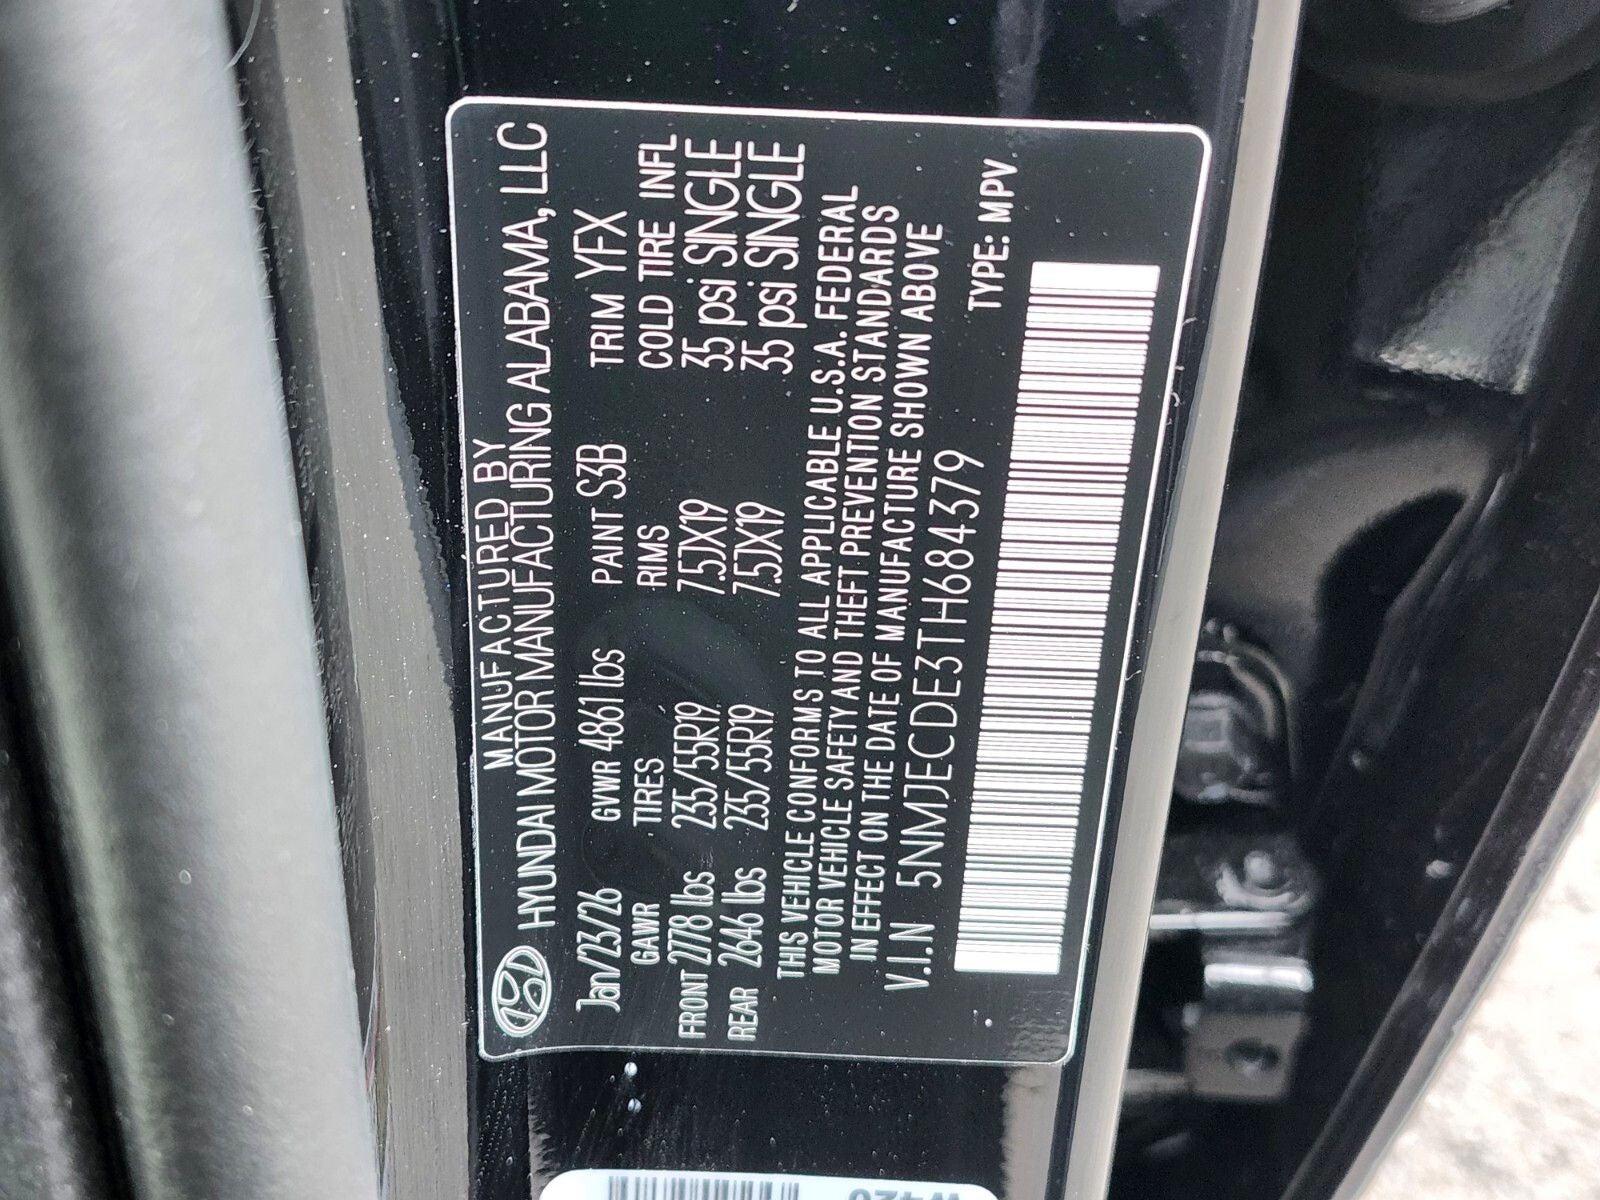 MANUFACTURED BY
HYUNDAI MOTOR MANUFACTURING ALABAMA, LLC
Jan/23/26 GVWR 4861 lbs PAINT S3B TRIM YFX
GAWR TIRES RIMS COLD TIRE INFL
FRONT 2778 lbs 235/55R19 7.5JX19 35 psi SINGLE
REAR 2646 lbs 235/55R19 7.5JX19 35 psi SINGLE
THIS VEHICLE CONFORMS TO ALL APPLICABLE U.S.A. FEDERAL
MOTOR VEHICLE SAFETY AND THEFT PREVENTION STANDARDS
IN EFFECT ON THE DATE OF MANUFACTURE SHOWN ABOVE
V.I.N 5NMJECDE3TH684379
TYPE: MPV